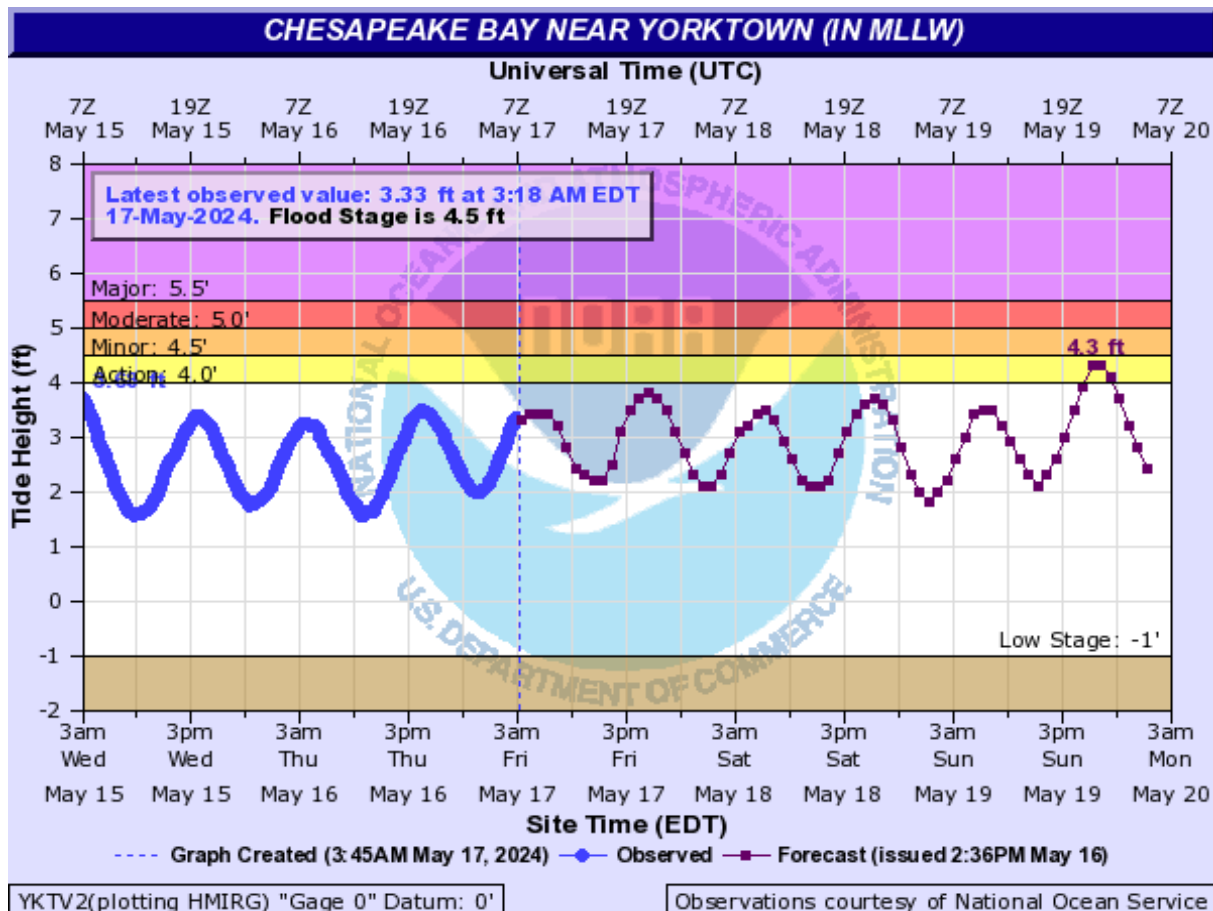 CHESAPEAKE BAY NEAR YORKTOWN (IN MLLW)
Universal Time (UTC)
7Z 19Z 7Z 19Z 7Z 19Z 7Z 19Z 7Z 19Z 7Z
May 15 May 15 May 16 May 16 May 17 May 17 May 18 May 18 May 19 May 19 May 20
Latest observed value: 3.33 ft at 3:18 AM EDT
17-May-2024. Flood Stage is 4.5 ft
Major: 5.5'
Moderate: 5.0'
Minor: 4.5'
4.3 ft
Action: 4.0'
Tide Height (ft)
8
7
6
5
4
3
2
1
0
-1
-2
Low Stage: -1'
NATIONAL OCEANIC AND ATMOSPHERIC ADMINISTRATION
NOAA
U.S. DEPARTMENT OF COMMERCE
3am 3pm 3am 3pm 3am 3pm 3am 3pm 3am 3pm 3am
Wed Wed Thu Thu Fri Fri Sat Sat Sun Sun Mon
May 15 May 15 May 16 May 16 May 17 May 17 May 18 May 18 May 19 May 19 May 20
Site Time (EDT)
Graph Created (3:45AM May 17, 2024) Observed Forecast (issued 2:36PM May 16)
YKTV2(plotting HMIRG) "Gage 0" Datum: 0' Observations courtesy of National Ocean Service